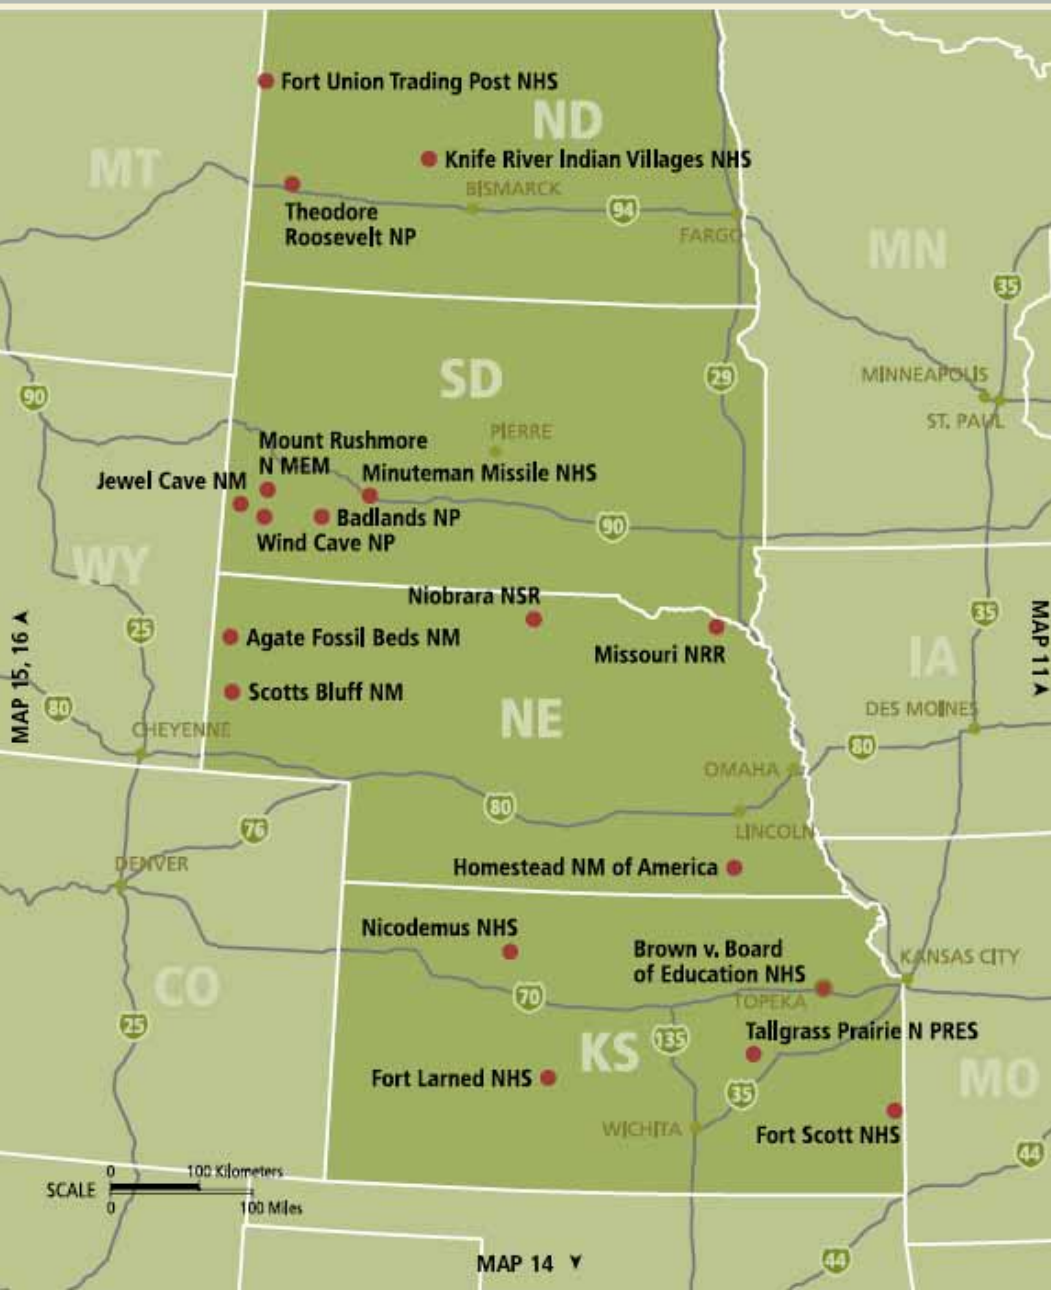 Fort Union Trading Post NHS
ND
MT
Knife River Indian Villages NHS
BISMARCK
Theodore
Roosevelt NP
94
FARGO
MN
35
SD
29
MINNEAPOLIS
90
ST. PAUL
PIERRE
Mount Rushmore
N MEM
Minuteman Missile NHS
Jewel Cave NM
Badlands NP
90
Wind Cave NP
WY
Niobrara NSR
35
25
Agate Fossil Beds NM
Missouri NRR
IA
MAP 11
MAP 15, 16
Scotts Bluff NM
80
DES MOINES
NE
CHEYENNE
80
OMAHA
80
LINCOLN
76
DENVER
Homestead NM of America
Nicodemus NHS
Brown v. Board
of Education NHS
KANSAS CITY
CO
70
TOPEKA
25
Tallgrass Prairie N PRES
135
KS
Fort Larned NHS
MO
35
WICHITA
Fort Scott NHS
44
0 100 Kilometers
SCALE
0 100 Miles
MAP 14
44